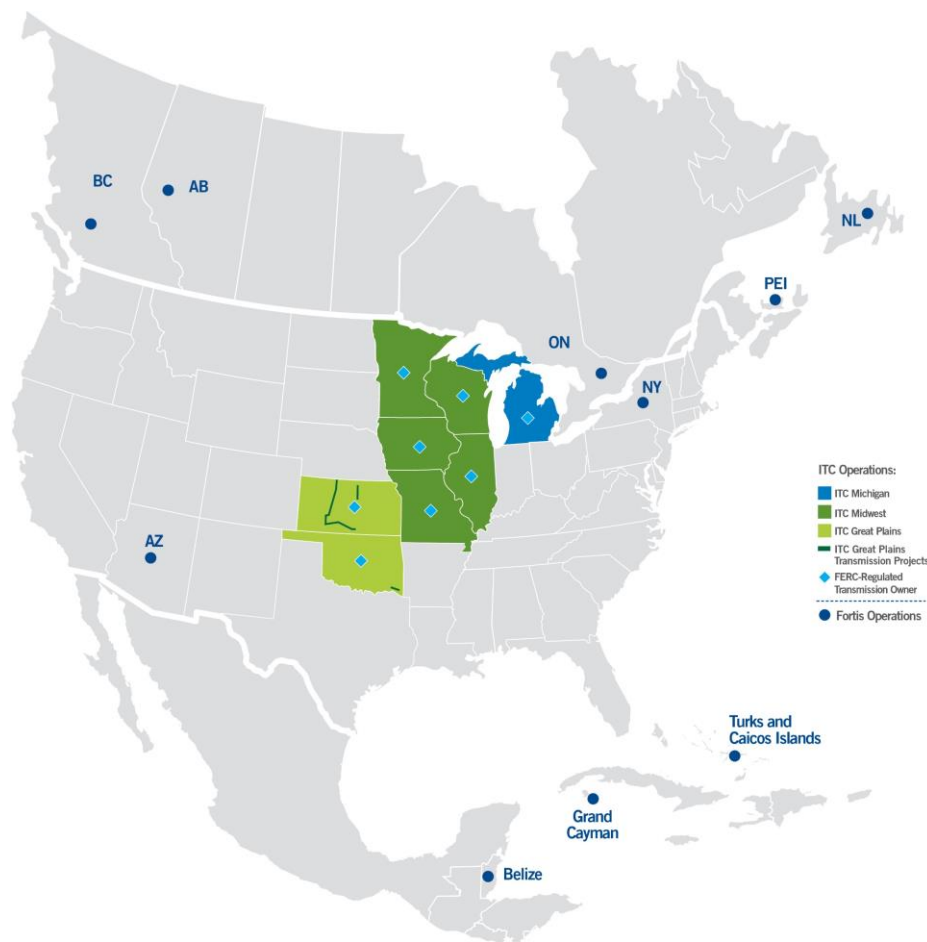 BC
AB
NL
PEI
ON
NY
AZ
ITC Operations:
ITC Michigan
ITC Midwest
ITC Great Plains
ITC Great Plains
Transmission Projects
FERC-Regulated
Transmission Owner
Fortis Operations
Turks and
Caicos Islands
Grand
Cayman
Belize